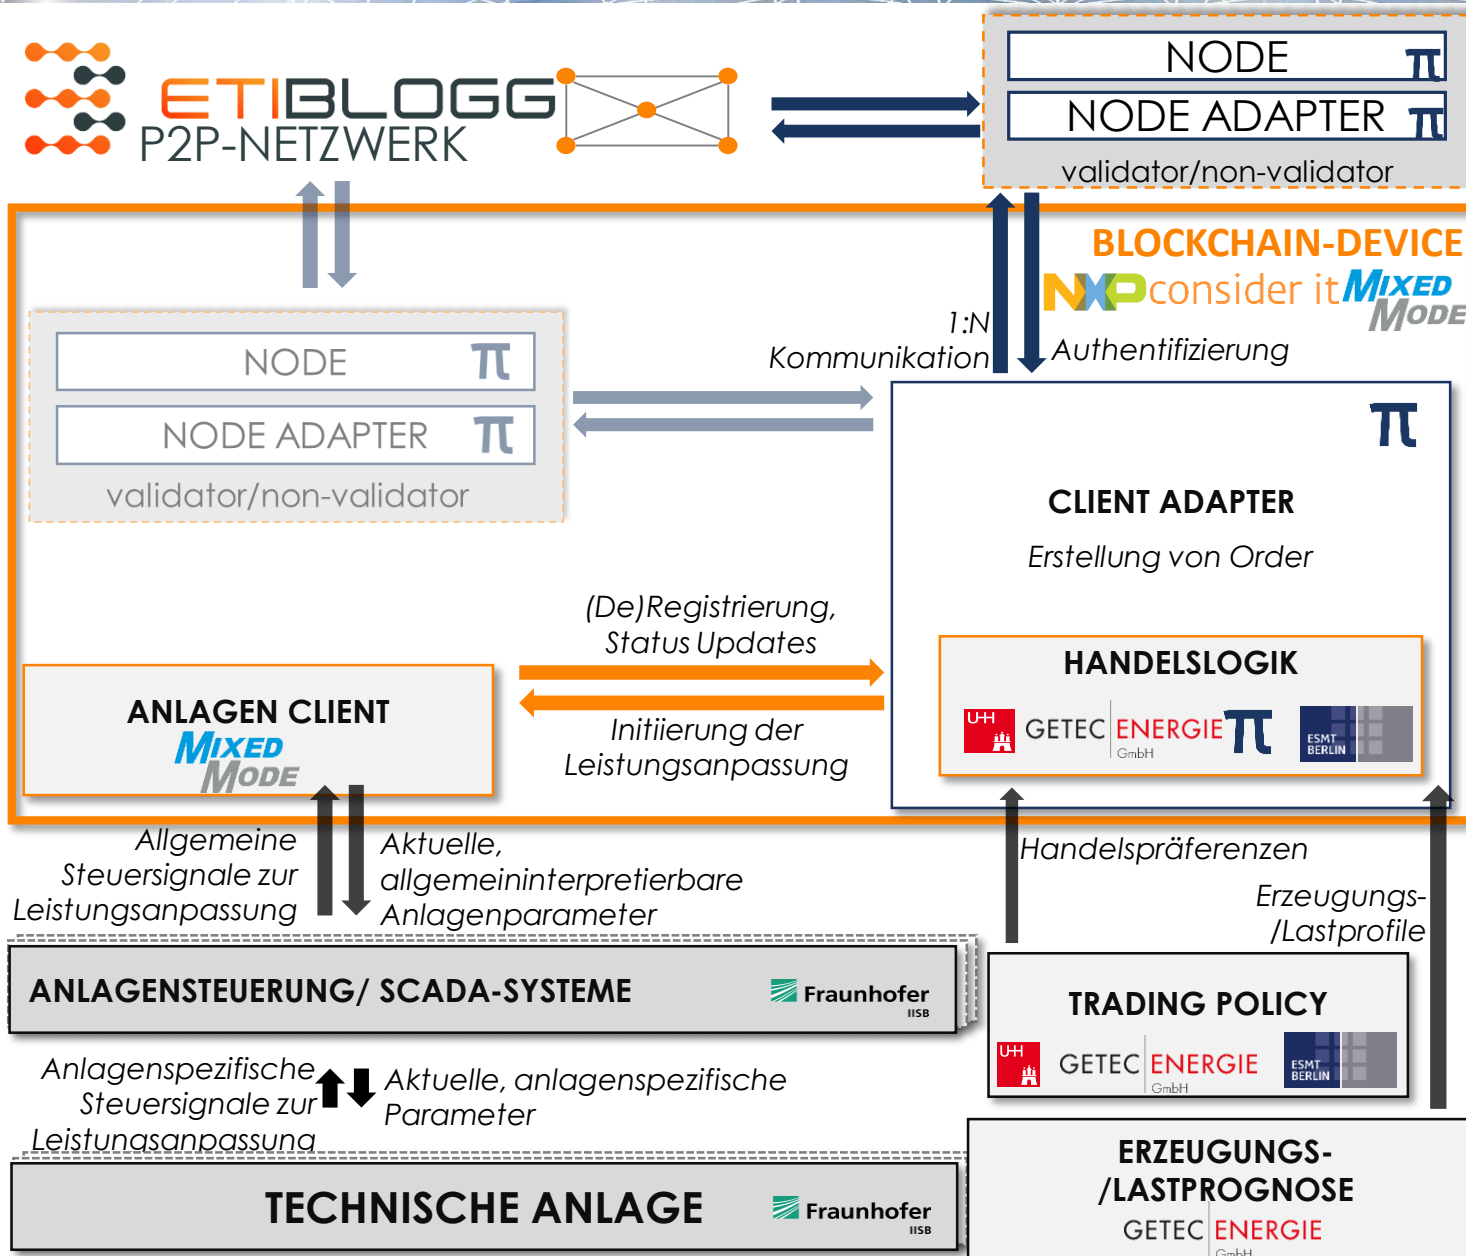 ETIBLOGG
P2P-NETZWERK
NODE π
NODE ADAPTER π
validator/non-validator
BLOCKCHAIN-DEVICE
NXP consider it MIXED MODE
1:N
Kommunikation
Authentifizierung
NODE π
NODE ADAPTER π
validator/non-validator
π
CLIENT ADAPTER
Erstellung von Order
(De)Registrierung,
Status Updates
Initiierung der
Leistungsanpassung
HANDELSLOGIK
UH GETEC ENERGIE GmbH π ESMT BERLIN
ANLAGEN CLIENT
MIXED
MODE
Allgemeine
Steuersignale zur
Leistungsanpassung
Aktuelle,
allgemeininterpretierbare
Anlagenparameter
Handelspräferenzen
Erzeugungs-
/Lastprofile
ANLAGENSTEUERUNG/ SCADA-SYSTEME
Fraunhofer
IISB
TRADING POLICY
UH GETEC ENERGIE GmbH ESMT BERLIN
Anlagenspezifische
Steuersignale zur
Leistungsanpassung
Aktuelle, anlagenspezifische
Parameter
TECHNISCHE ANLAGE
Fraunhofer
IISB
ERZEUGUNGS-
/LASTPROGNOSE
GETEC ENERGIE
GmbH